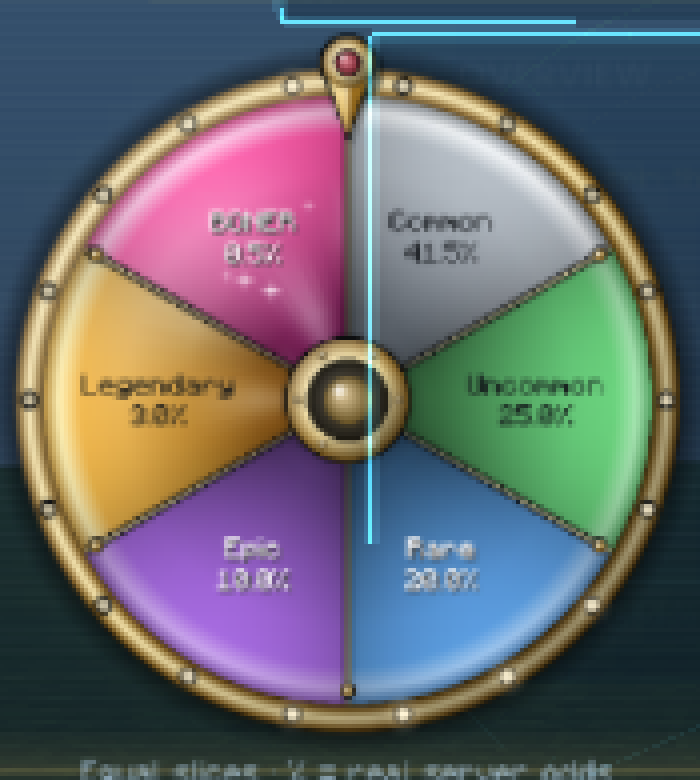 BONER
0.5%
Common
41.5%
Legendary
3.0%
Uncommon
25.0%
Epic
10.0%
Rare
20.0%
Equal slices · % = real server odds